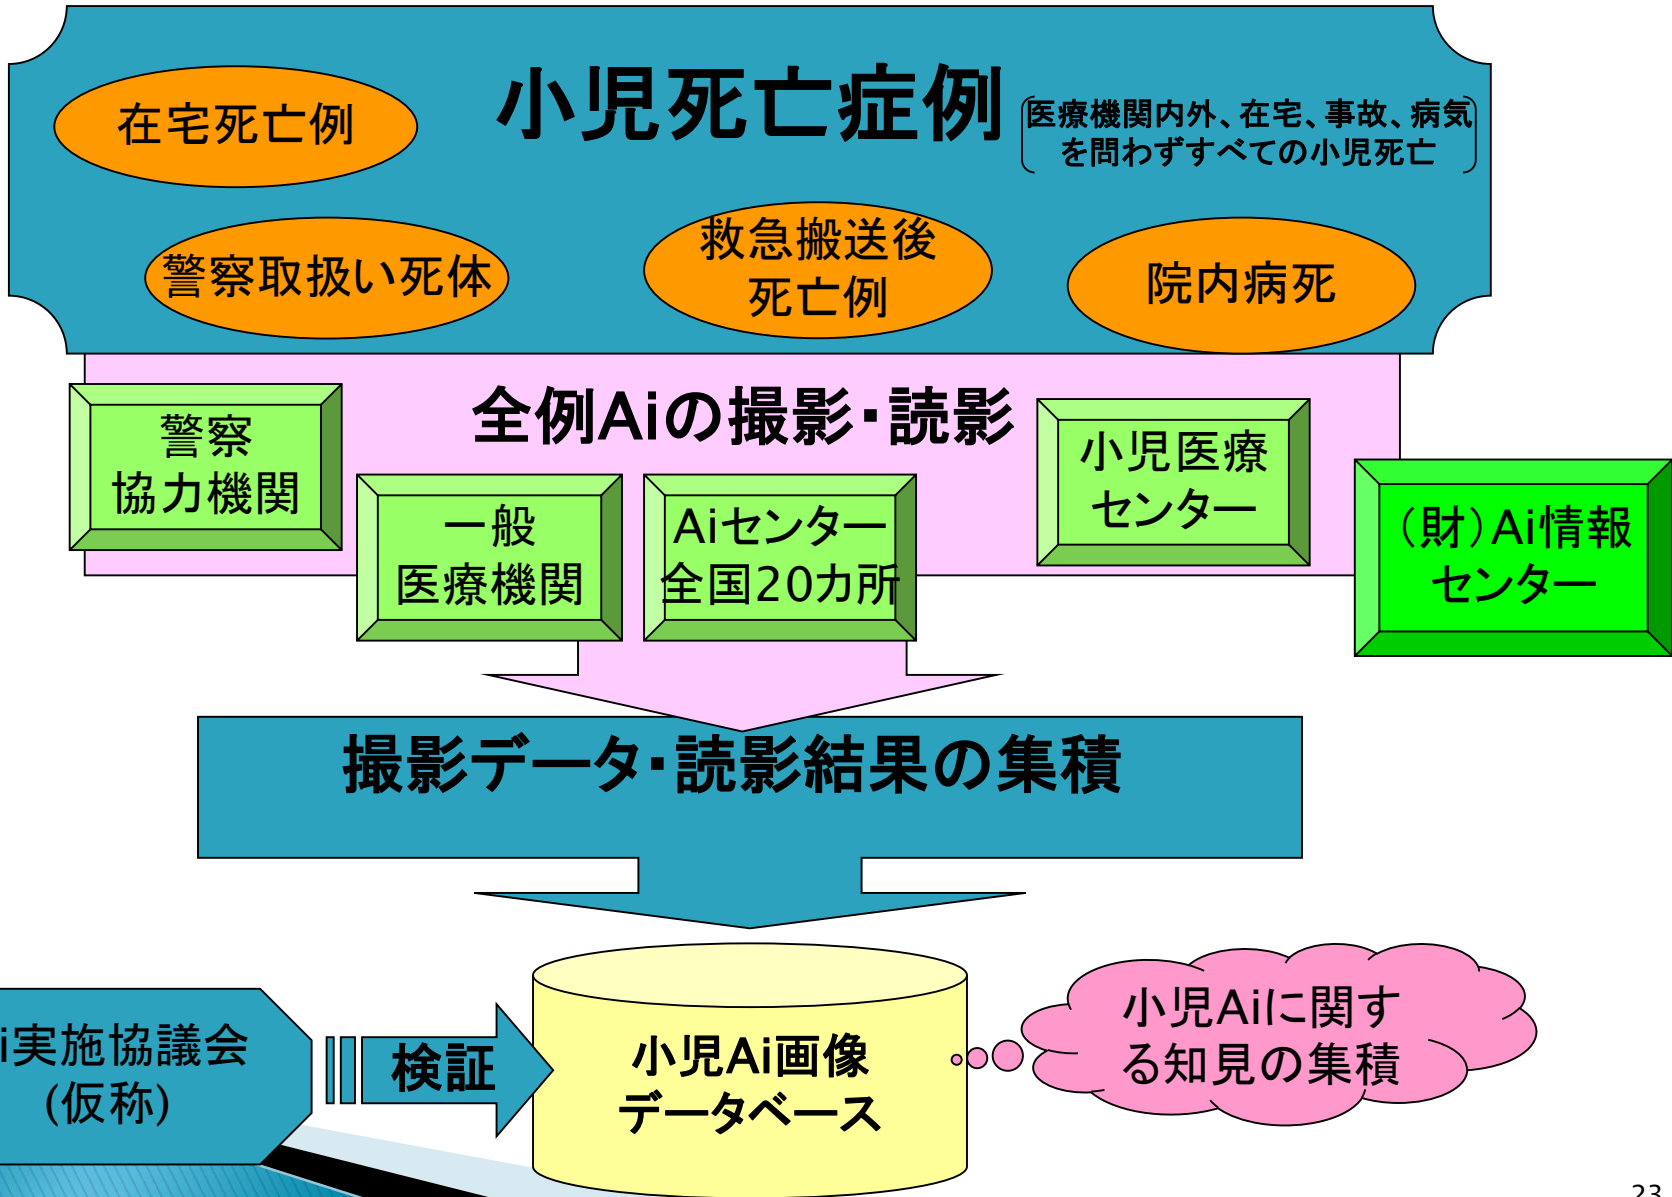 小児死亡症例
医療機関内外、在宅、事故、病気
を問わずすべての小児死亡
在宅死亡例
警察取扱い死体
救急搬送後
死亡例
院内病死
全例Aiの撮影・読影
警察
協力機関
一般
医療機関
Aiセンター
全国20カ所
小児医療
センター
(財)Ai情報
センター
撮影データ・読影結果の集積
i実施協議会
(仮称)
検証
小児Ai画像
データベース
小児Aiに関す
る知見の集積
23